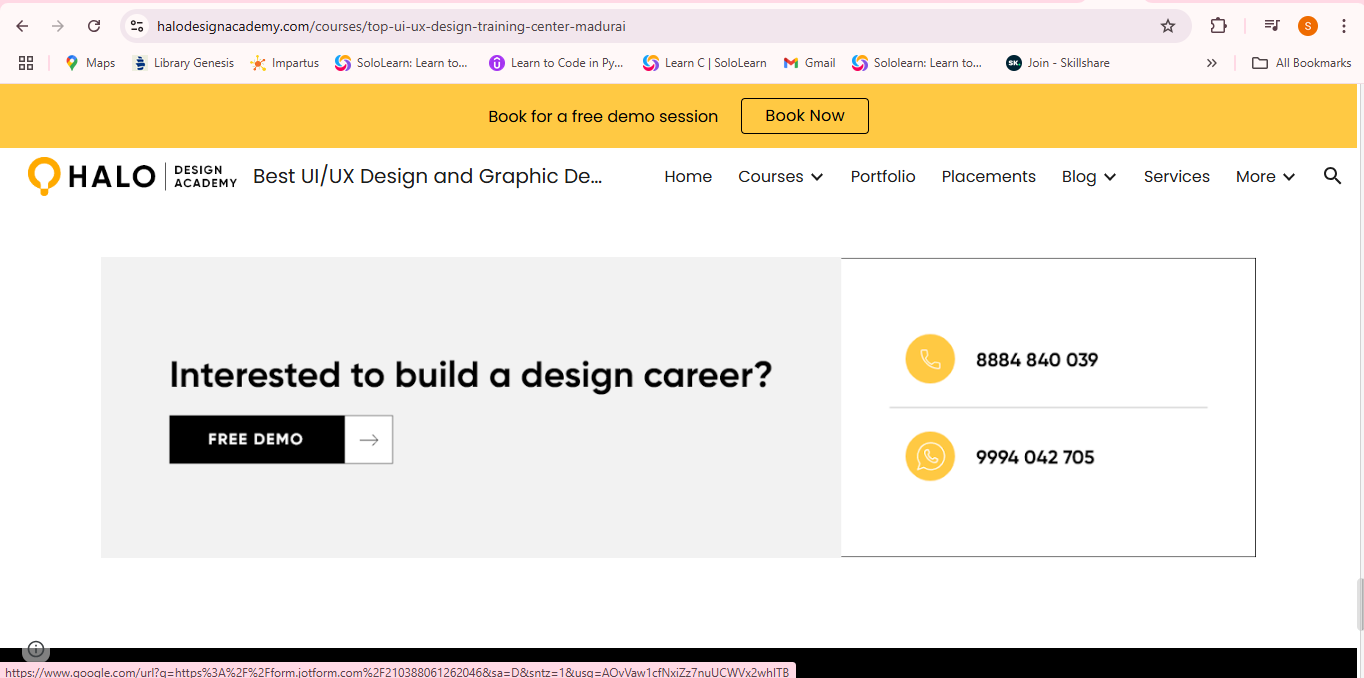 halodesignacademy.com/courses/top-ui-ux-design-training-center-madurai
S
Maps
Library Genesis
Impartus
SoloLearn: Learn to...
Learn to Code in Py...
Learn C | SoloLearn
Gmail
Sololearn: Learn to...
SK.
Join - Skillshare
All Bookmarks
Book for a free demo session
Book Now
HALO
DESIGN
ACADEMY
Best UI/UX Design and Graphic De...
Home
Courses
Portfolio
Placements
Blog
Services
More
Interested to build a design career?
FREE DEMO
8884 840 039
9994 042 705
https://www.google.com/url?q=https%3A%2F%2Fform.jotform.com%2F210388061262046&sa=D&sntz=1&usg=AOvVaw1cfNxiZz7nuUCWVx2whITB